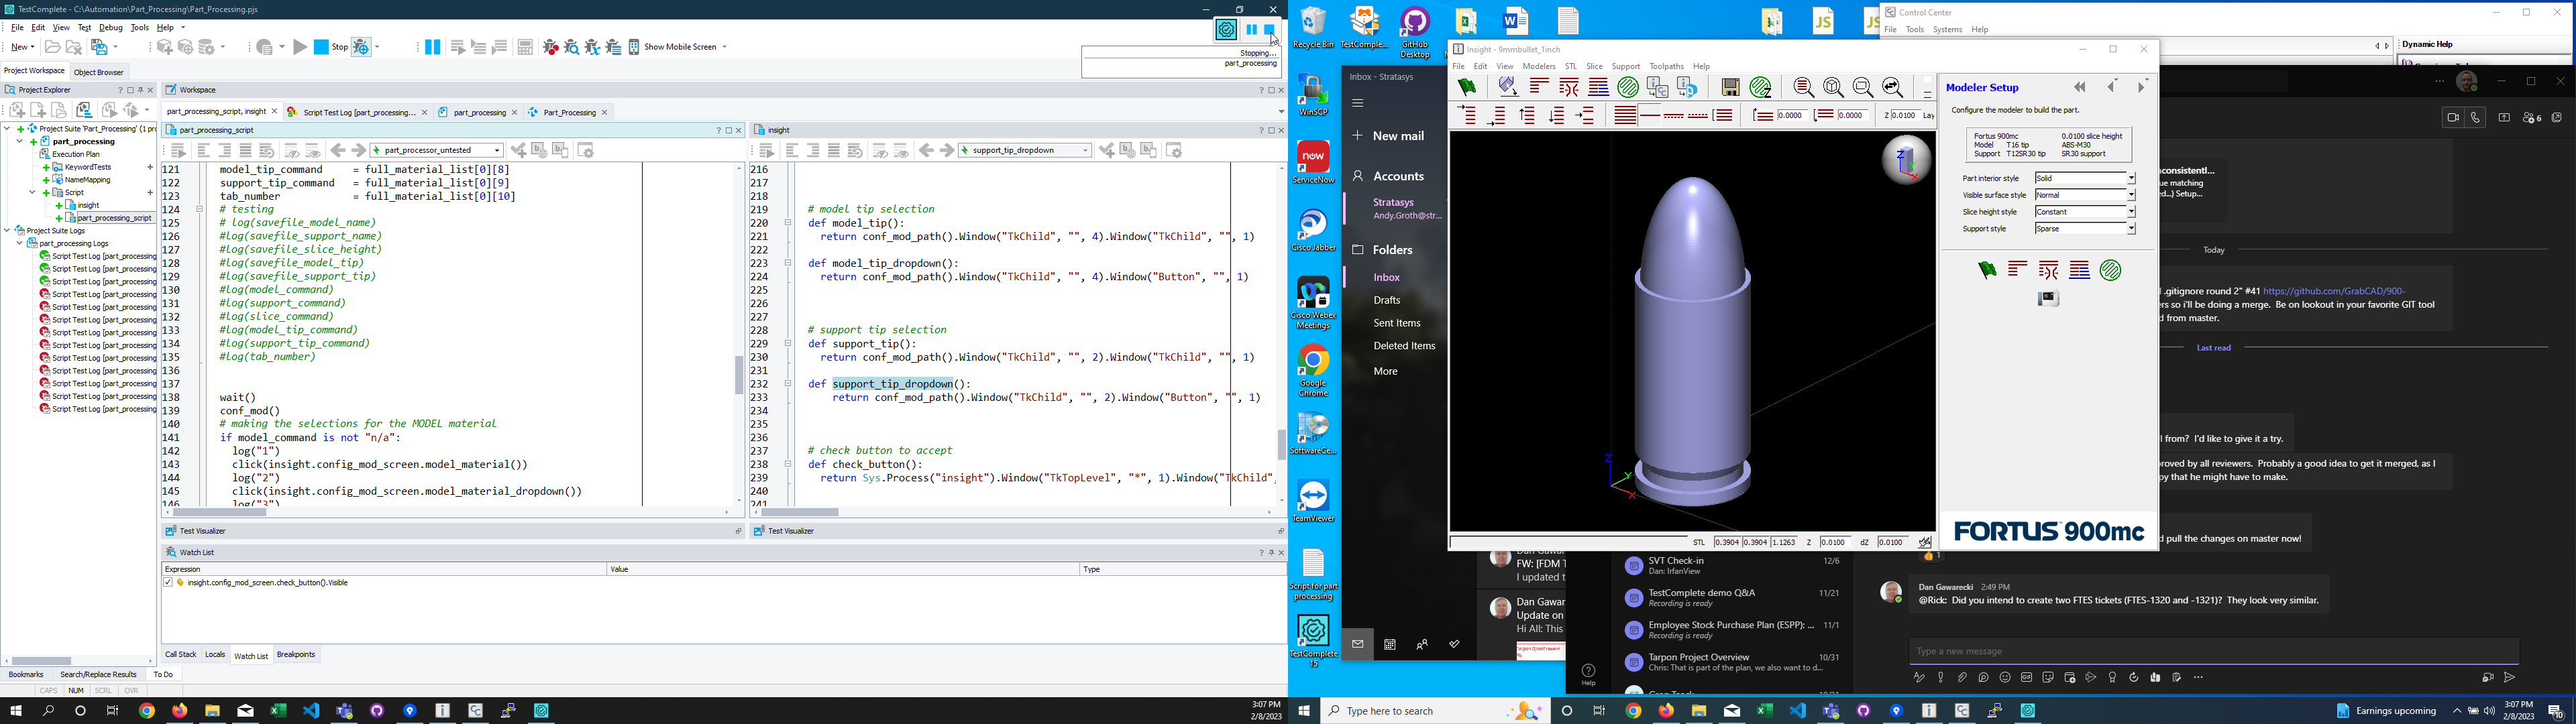 TestComplete - C:\Automation\Part_Processing\Part_Processing.pjs
File Edit View Test Debug Tools Help
New Stop Show Mobile Screen
Stopping...
part_processing
Project Workspace Object Browser
Project Explorer
Project Suite 'Part_Processing' (1 pro
part_processing
Execution Plan
KeywordTests
NameMapping
Script
insight
part_processing_script
Project Suite Logs
part_processing Logs
Script Test Log [part_processing
Script Test Log [part_processing
Script Test Log [part_processing
Script Test Log [part_processing
Script Test Log [part_processing
Script Test Log [part_processing
Script Test Log [part_processing
Script Test Log [part_processing
Script Test Log [part_processing
Script Test Log [part_processing
Script Test Log [part_processing
Script Test Log [part_processing
Script Test Log [part_processing
Bookmarks Search/Replace Results To Do
CAPS NUM SCRL OVR
Workspace
part_processing_script, insight Script Test Log [part_processing... part_processing Part_Processing
part_processing_script
part_processor_untested
121 model_tip_command = full_material_list[0][8]
122 support_tip_command = full_material_list[0][9]
123 tab_number = full_material_list[0][10]
124 # testing
125 # log(savefile_model_name)
126 #log(savefile_support_name)
127 #log(savefile_slice_height)
128 #log(savefile_model_tip)
129 #log(savefile_support_tip)
130 #log(model_command)
131 #log(support_command)
132 #log(slice_command)
133 #log(model_tip_command)
134 #log(support_tip_command)
135 #log(tab_number)
136
137
138 wait()
139 conf_mod()
140 # making the selections for the MODEL material
141 if model_command is not "n/a":
142 log("1")
143 click(insight.config_mod_screen.model_material())
144 log("2")
145 click(insight.config_mod_screen.model_material_dropdown())
146 log("3")
insight
support_tip_dropdown
216
217
218
219 # model tip selection
220 def model_tip():
221 return conf_mod_path().Window("TkChild", "", 4).Window("TkChild", "", 1)
222
223 def model_tip_dropdown():
224 return conf_mod_path().Window("TkChild", "", 4).Window("Button", "", 1)
225
226
227
228 # support tip selection
229 def support_tip():
230 return conf_mod_path().Window("TkChild", "", 2).Window("TkChild", "", 1)
231
232 def support_tip_dropdown():
233 return conf_mod_path().Window("TkChild", "", 2).Window("Button", "", 1)
234
235
236
237 # check button to accept
238 def check_button():
239 return Sys.Process("insight").Window("TkTopLevel", "*", 1).Window("TkChild",
240
241
Test Visualizer
Test Visualizer
Watch List
Expression Value Type
insight.config_mod_screen.check_button().Visible
Call Stack Locals Watch List Breakpoints
3:07 PM
2/8/2023
Recycle Bin
TestComple...
GitHub Desktop
WinSCP
ServiceNow
Cisco Jabber
Cisco Webex Meetings
Google Chrome
SoftwareCe...
TeamViewer
Script for part processing
TestComplete 15
Inbox - Stratasys
New mail
Accounts
Stratasys
Andy.Groth@str...
Folders
Inbox
Drafts
Sent Items
Deleted Items
More
Dan Gawar
FW: [FDM T
I updated t
Dan Gawar
Update on
Hi All: This
Insight - 9mmbullet_1inch
File Edit View Modelers STL Slice Support Toolpaths Help
0.0000 0.0000 Z 0.0100 Lay
Z
Y
X
STL 0.3904 0.3904 1.1263 Z 0.0100 dZ 0.0100
Modeler Setup
Configure the modeler to build the part.
Fortus 900mc 0.0100 slice height
Model T16 tip ABS-M30
Support T12SR30 tip SR30 support
Part interior style Solid
Visible surface style Normal
Slice height style Constant
Support style Sparse
FORTUS 900mc
Control Center
File Tools Systems Help
Dynamic Help
6
nconsistentl...
ue matching
ed...) Setup...
Today
.gitignore round 2" #41 https://github.com/GrabCAD/900-
rs so i'll be doing a merge. Be on lookout in your favorite GIT tool
d from master.
Last read
l from? I'd like to give it a try.
proved by all reviewers. Probably a good idea to get it merged, as I
py that he might have to make.
d pull the changes on master now!
1
Dan Gawarecki 2:49 PM
@Rick: Did you intend to create two FTES tickets (FTES-1320 and -1321)? They look very similar.
Type a new message
SVT Check-in 12/6
Dan: IrfanView
TestComplete demo Q&A 11/21
Recording is ready
Employee Stock Purchase Plan (ESPP): ... 11/1
Recording is ready
Tarpon Project Overview 10/31
Chris: That is part of the plan, we also want to d...
Help
Type here to search
Earnings upcoming
3:07 PM
2/8/2023